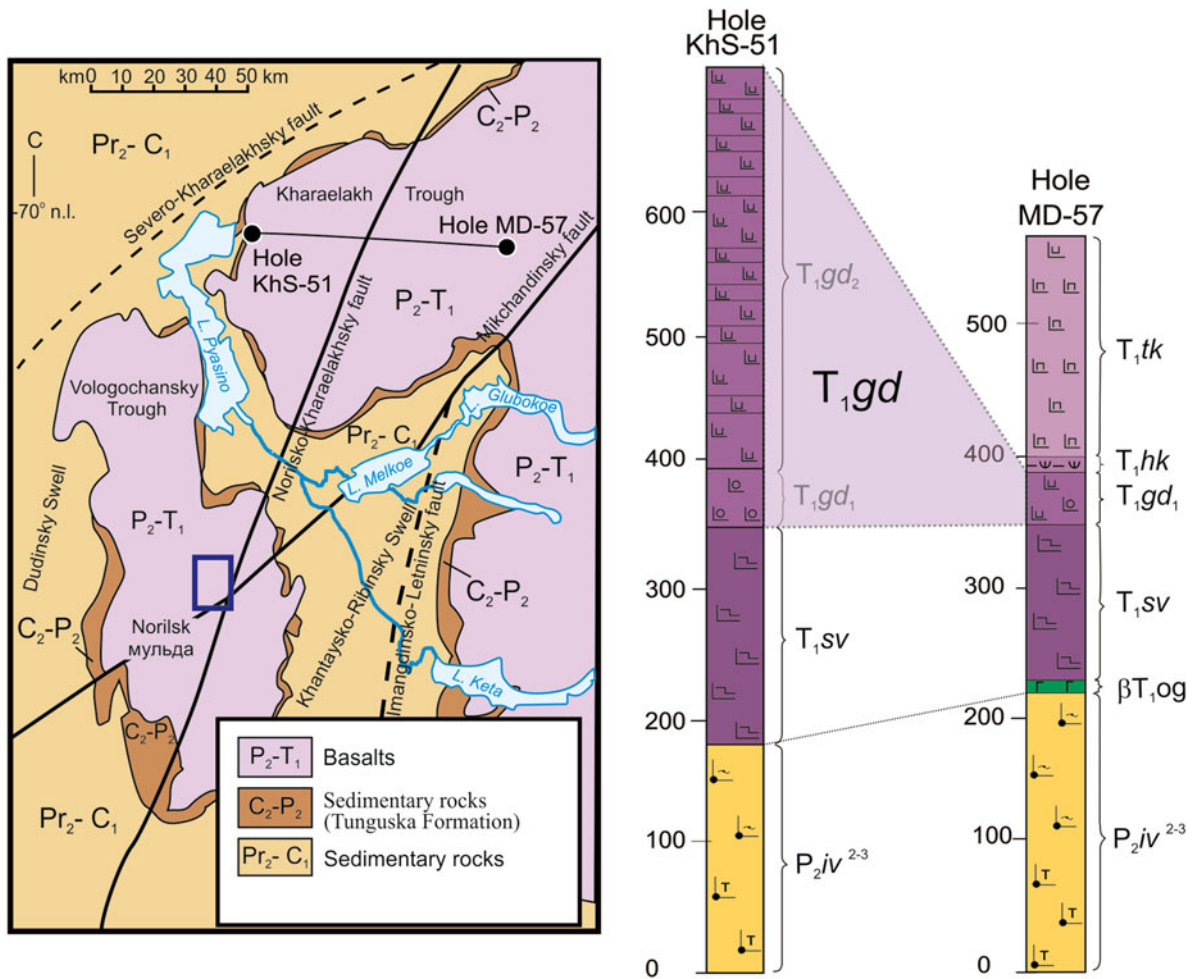 km0 10 20 30 40 50 km
C
-70° n.l.
Pr₂- C₁
Severo-Kharaelakhsky fault
C₂-P₂
Kharaelakh Trough
Hole MD-57
Hole
KhS-51
P₂-T₁
Norilsko-Kharaelakhsky fault
Mikchandinsky fault
L. Pyasino
Vologochansky
Trough
L. Glubokoe
Pr₂- C₁
L. Melkoe
P₂-T₁
Dudinsky Swell
P₂-T₁
Khantaysko-Ribinsky Swell
Imangdinsko-Letninsky fault
C₂-P₂
C₂-P₂
Norilsk
мульда
L. Keta
C₂-P₂
Pr₂- C₁
P₂-T₁ Basalts
C₂-P₂ Sedimentary rocks
(Tunguska Formation)
Pr₂- C₁ Sedimentary rocks
Hole
KhS-51
600
500
400
300
200
100
0
T₁gd₂
T₁gd₁
T₁sv
P₂iv ²⁻³
T
T
T₁gd
Hole
MD-57
500
400
300
200
100
0
T₁tk
T₁hk
T₁gd₁
T₁sv
βT₁og
P₂iv ²⁻³
T
T
T